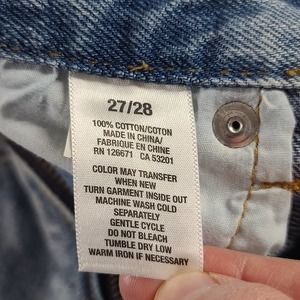 27/28
100% COTTON/COTON
MADE IN CHINA/
FABRIQUE EN CHINE
RN 126671 CA 53201
COLOR MAY TRANSFER
WHEN NEW
TURN GARMENT INSIDE OUT
MACHINE WASH COLD
SEPARATELY
GENTLE CYCLE
DO NOT BLEACH
TUMBLE DRY LOW
WARM IRON IF NECESSARY